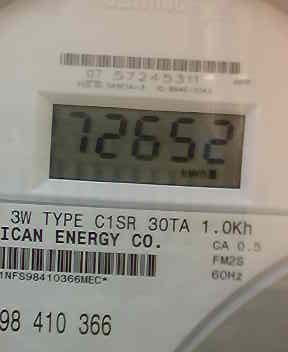 07 57245311
72652
3W TYPE C1SR 30TA 1.0Kh
ICAN ENERGY CO.
CA 0.5
FM2S
60Hz
1NFS98410366MEC*
98 410 366